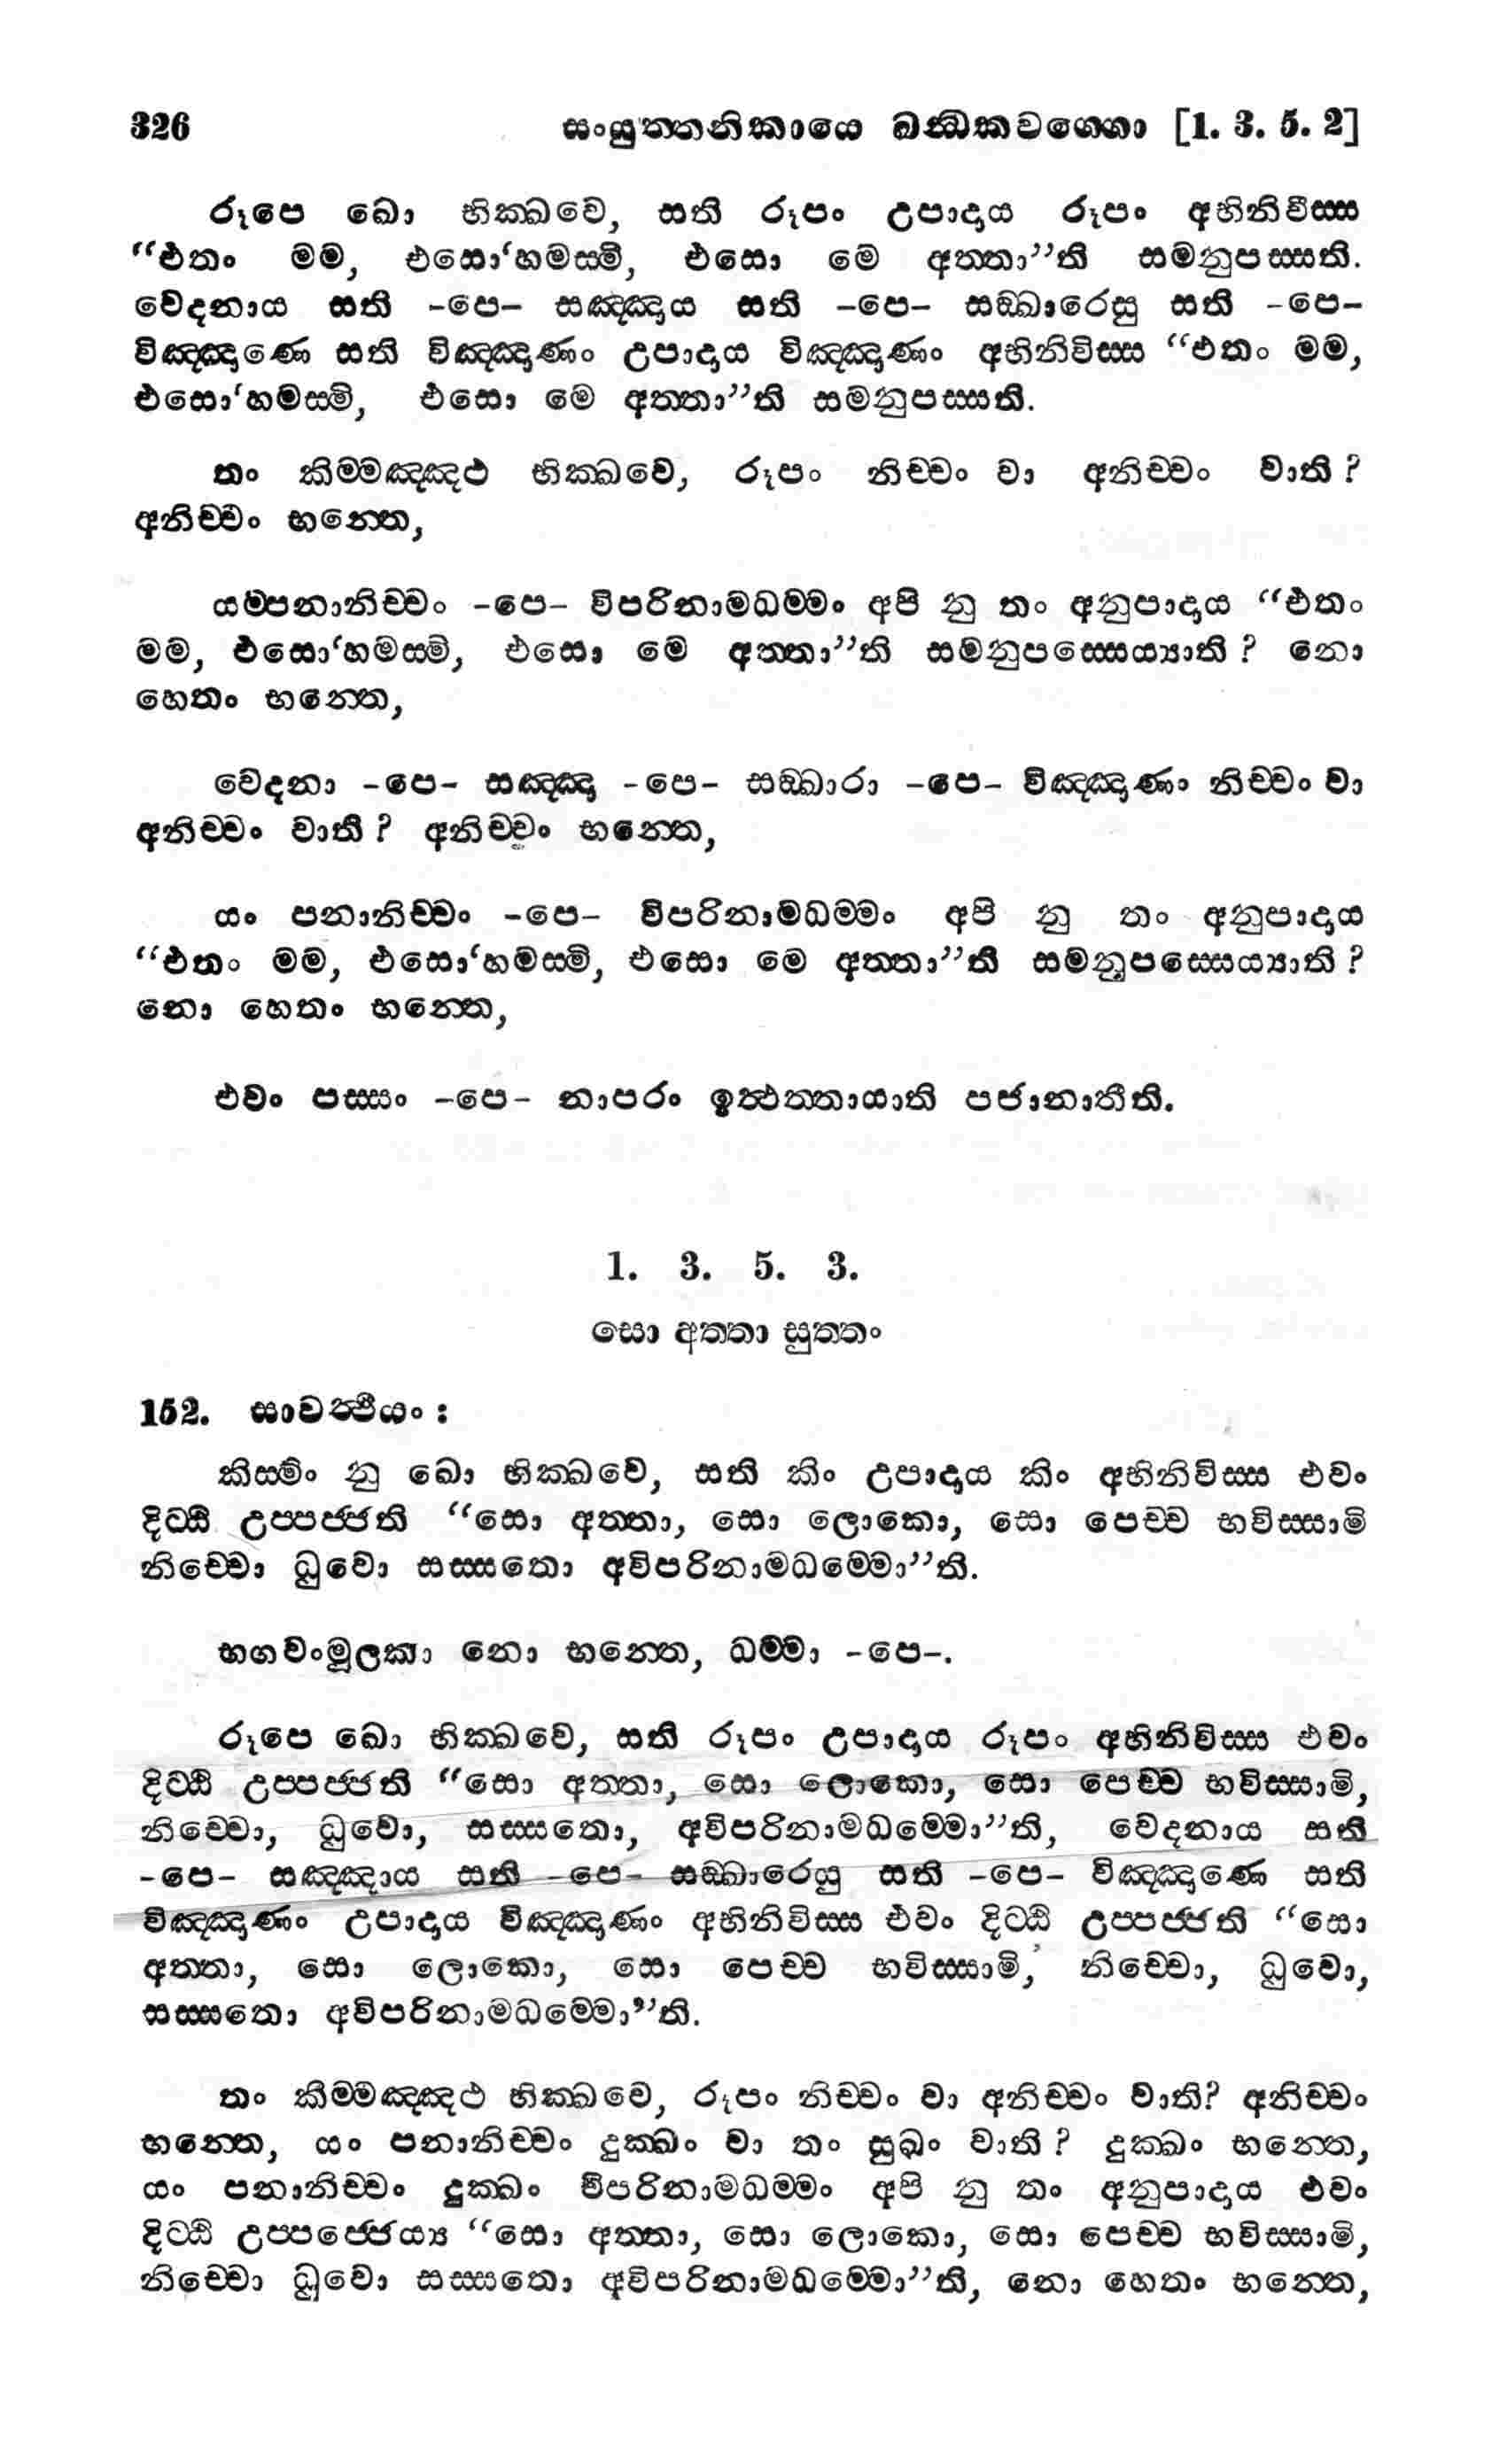 326 සංයුත්තනිකායෙ ඛන්ධකවග්ගො [1. 3. 5. 2]
රූපෙ ඛො භික්ඛවෙ, සති රූපං උපාදාය රූපං අභිනිවිස්ස
“එතං මම, එසො‘හමස්මි, එසො මෙ අත්තා”ති සමනුපස්සති.
වෙදනාය සති -පෙ- සඤ්ඤාය සති -පෙ- සඞ්ඛාරෙසු සති -පෙ-
විඤ්ඤාණෙ සති විඤ්ඤාණං උපාදාය විඤ්ඤාණං අභිනිවිස්ස “එතං මම,
එසො‘හමස්මි, එසො මෙ අත්තා”ති සමනුපස්සති.
තං කිම්මඤ්ඤථ භික්ඛවෙ, රූපං නිච්චං වා අනිච්චං වාති ?
අනිච්චං භන්තෙ,
යම්පනානිච්චං -පෙ- විපරිනාමධම්මං අපි නු තං අනුපාදාය “එතං
මම, එසො‘හමස්මි, එසො මෙ අත්තා”ති සමනුපස්සෙය්‍යාති ? නො
හෙතං භන්තෙ,
වෙදනා -පෙ- සඤ්ඤා -පෙ- සඞ්ඛාරා -පෙ- විඤ්ඤාණං නිච්චං වා
අනිච්චං වාති ? අනිච්චං භන්තෙ,
යං පනානිච්චං -පෙ- විපරිනාමධම්මං අපි නු තං අනුපාදාය
“එතං මම, එසො‘හමස්මි, එසො මෙ අත්තා”ති සමනුපස්සෙය්‍යාති ?
නො හෙතං භන්තෙ,
එවං පස්සං -පෙ- නාපරං ඉත්ථත්තායාති පජානාතීති.
1. 3. 5. 3.
සො අත්තා සුත්තං
152. සාවත්ථියං :
කිස්මිං නු ඛො භික්ඛවෙ, සති කිං උපාදාය කිං අභිනිවිස්ස එවං
දිට්ඨි උප්පජ්ජති “සො අත්තා, සො ලොකො, සො පෙච්ච භවිස්සාමි
නිච්චො ධුවො සස්සතො අවිපරිනාමධම්මො”ති.
භගවංමූලකා නො භන්තෙ, ධම්මා -පෙ-.
රූපෙ ඛො භික්ඛවෙ, සති රූපං උපාදාය රූපං අභිනිවිස්ස එවං
දිට්ඨි උප්පජ්ජති “සො අත්තා, සො ලොකො, සො පෙච්ච භවිස්සාමි,
නිච්චො, ධුවො, සස්සතො, අවිපරිනාමධම්මො”ති, වෙදනාය සති
-පෙ- සඤ්ඤාය සති -පෙ- සඞ්ඛාරෙයු සති -පෙ- විඤ්ඤාණෙ සති
විඤ්ඤාණං උපාදාය විඤ්ඤාණං අභිනිවිස්ස එවං දිට්ඨි උප්පජ්ජති “සො
අත්තා, සො ලොකො, සො පෙච්ච භවිස්සාමි, නිච්චො, ධුවො,
සස්සතො අවිපරිනාමධම්මො”ති.
තං කිම්මඤ්ඤථ භික්ඛවෙ, රූපං නිච්චං වා අනිච්චං වාති? අනිච්චං
භන්තෙ, යං පනානිච්චං දුක්ඛං වා තං සුඛං වාති ? දුක්ඛං භන්තෙ,
යං පනානිච්චං දුක්ඛං විපරිනාමධම්මං අපි නු තං අනුපාදාය එවං
දිට්ඨි උප්පජ්ජෙය්‍ය “සො අත්තා, සො ලොකො, සො පෙච්ච භවිස්සාමි,
නිච්චො ධුවො සස්සතො අවිපරිනාමධම්මො”ති, නො හෙතං භන්තෙ,